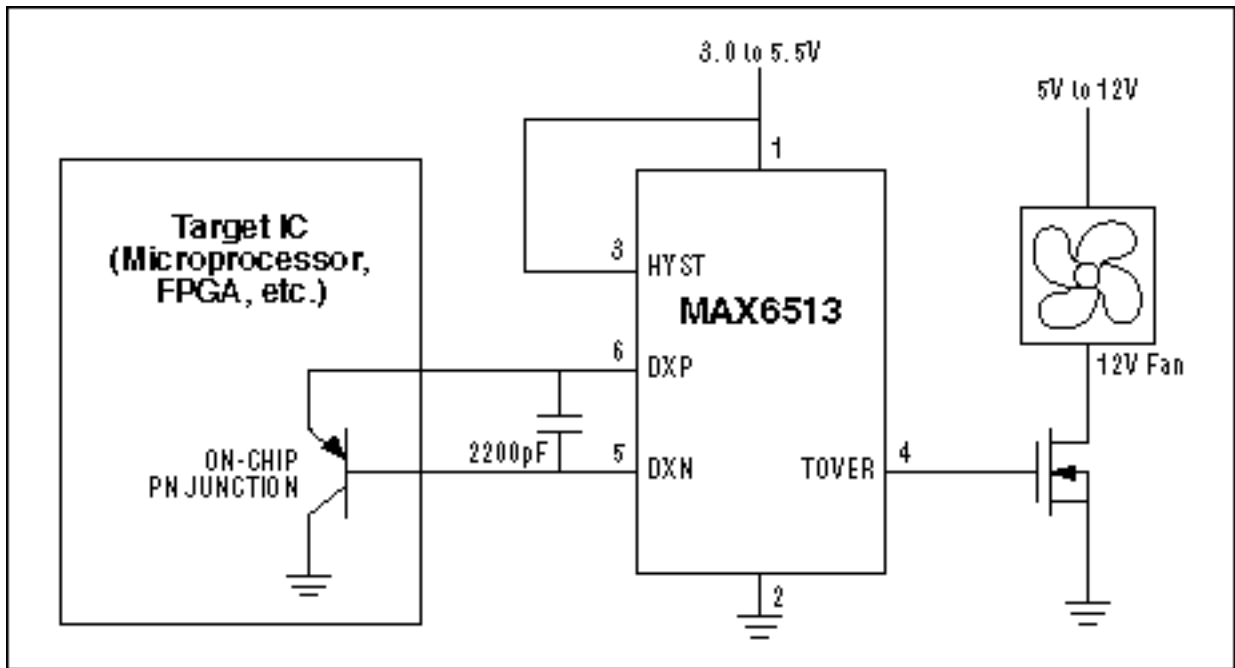 3.0 to 5.5V
5V to 12V
1
Target IC
(Microprocessor,
FPGA, etc.)
3
HYST
MAX6513
6
DXP
12V Fan
ON-CHIP
PN JUNCTION
2200pF
5
DXN
TOVER
4
2